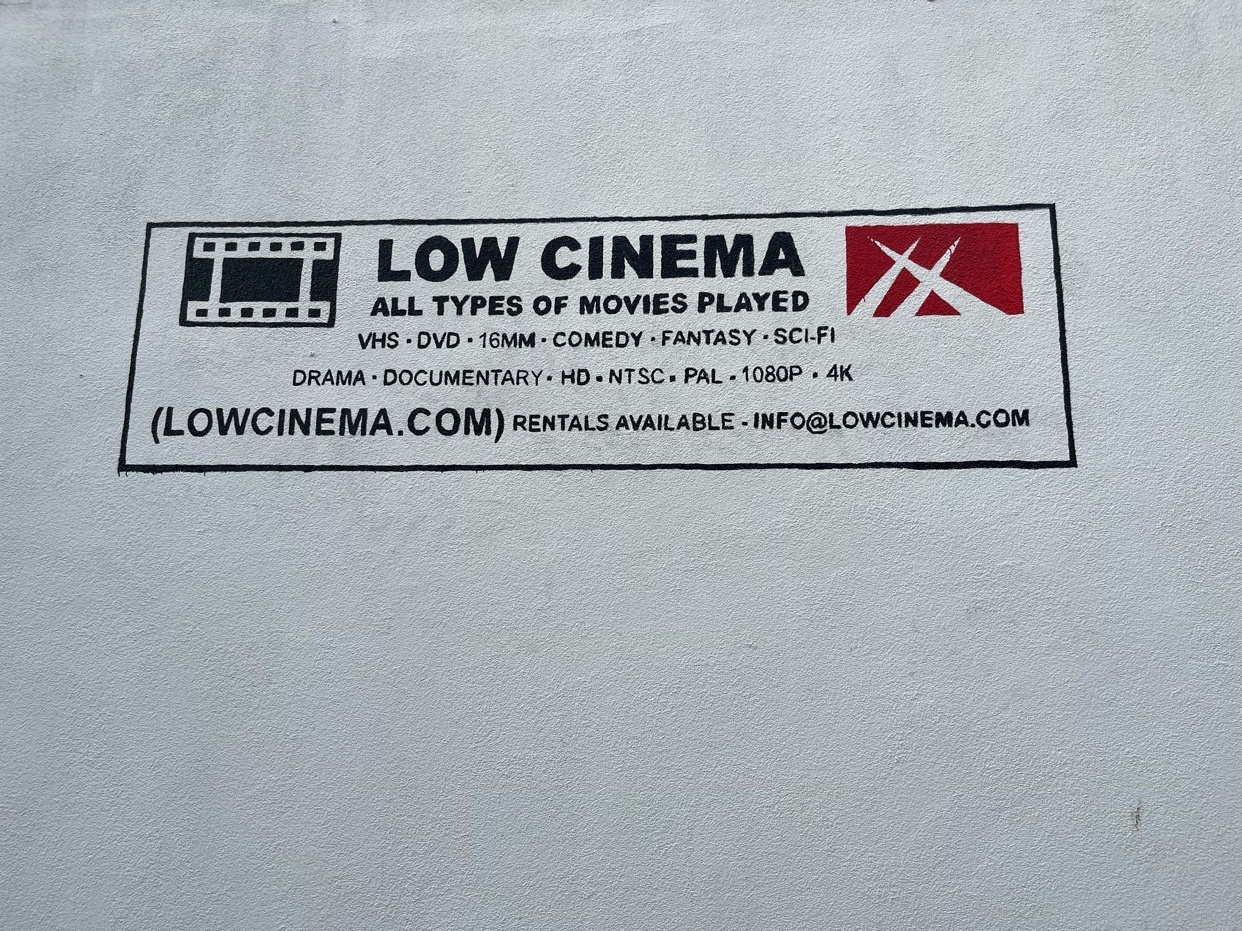 LOW CINEMA
ALL TYPES OF MOVIES PLAYED
VHS · DVD · 16MM · COMEDY · FANTASY · SCI-FI
DRAMA · DOCUMENTARY · HD · NTSC · PAL · 1080P · 4K
(LOWCINEMA.COM) RENTALS AVAILABLE - INFO@LOWCINEMA.COM